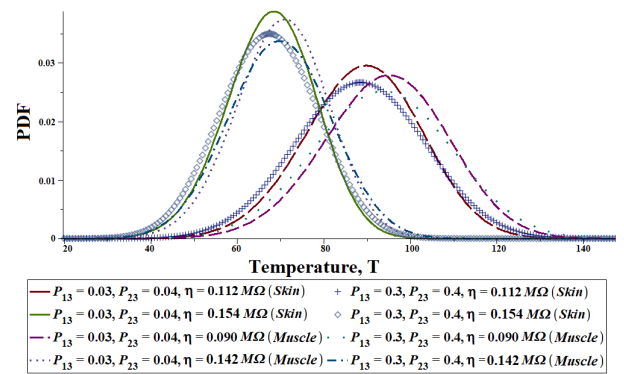 0.03
0.02
0.01
0
PDF
20 40 60 80 100 120 140
Temperature, T
P13 = 0.03, P23 = 0.04, η = 0.112 MΩ (Skin) P13 = 0.3, P23 = 0.4, η = 0.112 MΩ (Skin)
P13 = 0.03, P23 = 0.04, η = 0.154 MΩ (Skin) P13 = 0.3, P23 = 0.4, η = 0.154 MΩ (Skin)
P13 = 0.03, P23 = 0.04, η = 0.090 MΩ (Muscle) P13 = 0.3, P23 = 0.4, η = 0.090 MΩ (Muscle)
P13 = 0.03, P23 = 0.04, η = 0.142 MΩ (Muscle) P13 = 0.3, P23 = 0.4, η = 0.142 MΩ (Muscle)